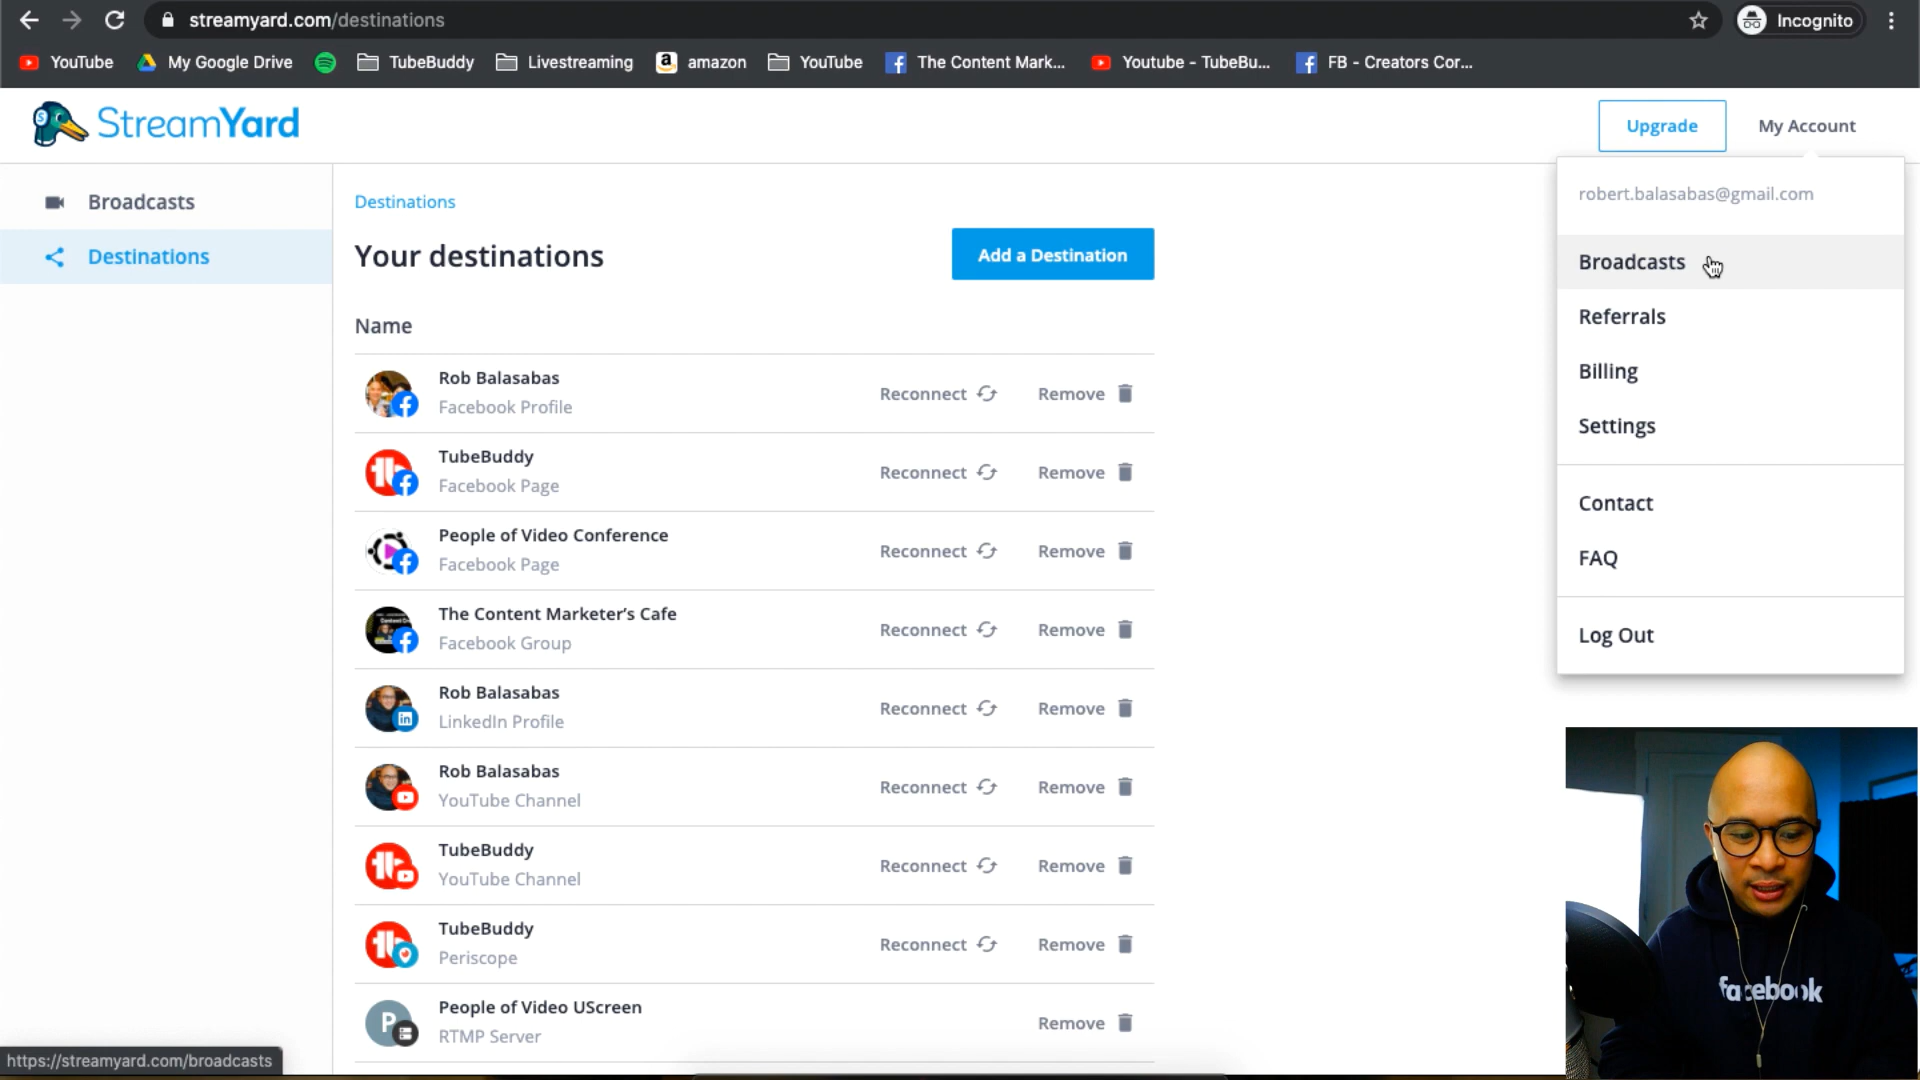 streamyard.com/destinations
Incognito
YouTube
My Google Drive
TubeBuddy
Livestreaming
amazon
YouTube
The Content Mark...
Youtube - TubeBu...
FB - Creators Cor...
StreamYard
Upgrade
My Account
Broadcasts
Destinations
Destinations
Your destinations
Add a Destination
Name
Rob Balasabas
Facebook Profile
Reconnect
Remove
TubeBuddy
Facebook Page
Reconnect
Remove
People of Video Conference
Facebook Page
Reconnect
Remove
The Content Marketer's Cafe
Facebook Group
Reconnect
Remove
Rob Balasabas
LinkedIn Profile
Reconnect
Remove
Rob Balasabas
YouTube Channel
Reconnect
Remove
TubeBuddy
YouTube Channel
Reconnect
Remove
TubeBuddy
Periscope
Reconnect
Remove
P
People of Video UScreen
RTMP Server
Remove
robert.balasabas@gmail.com
Broadcasts
Referrals
Billing
Settings
Contact
FAQ
Log Out
facebook
https://streamyard.com/broadcasts